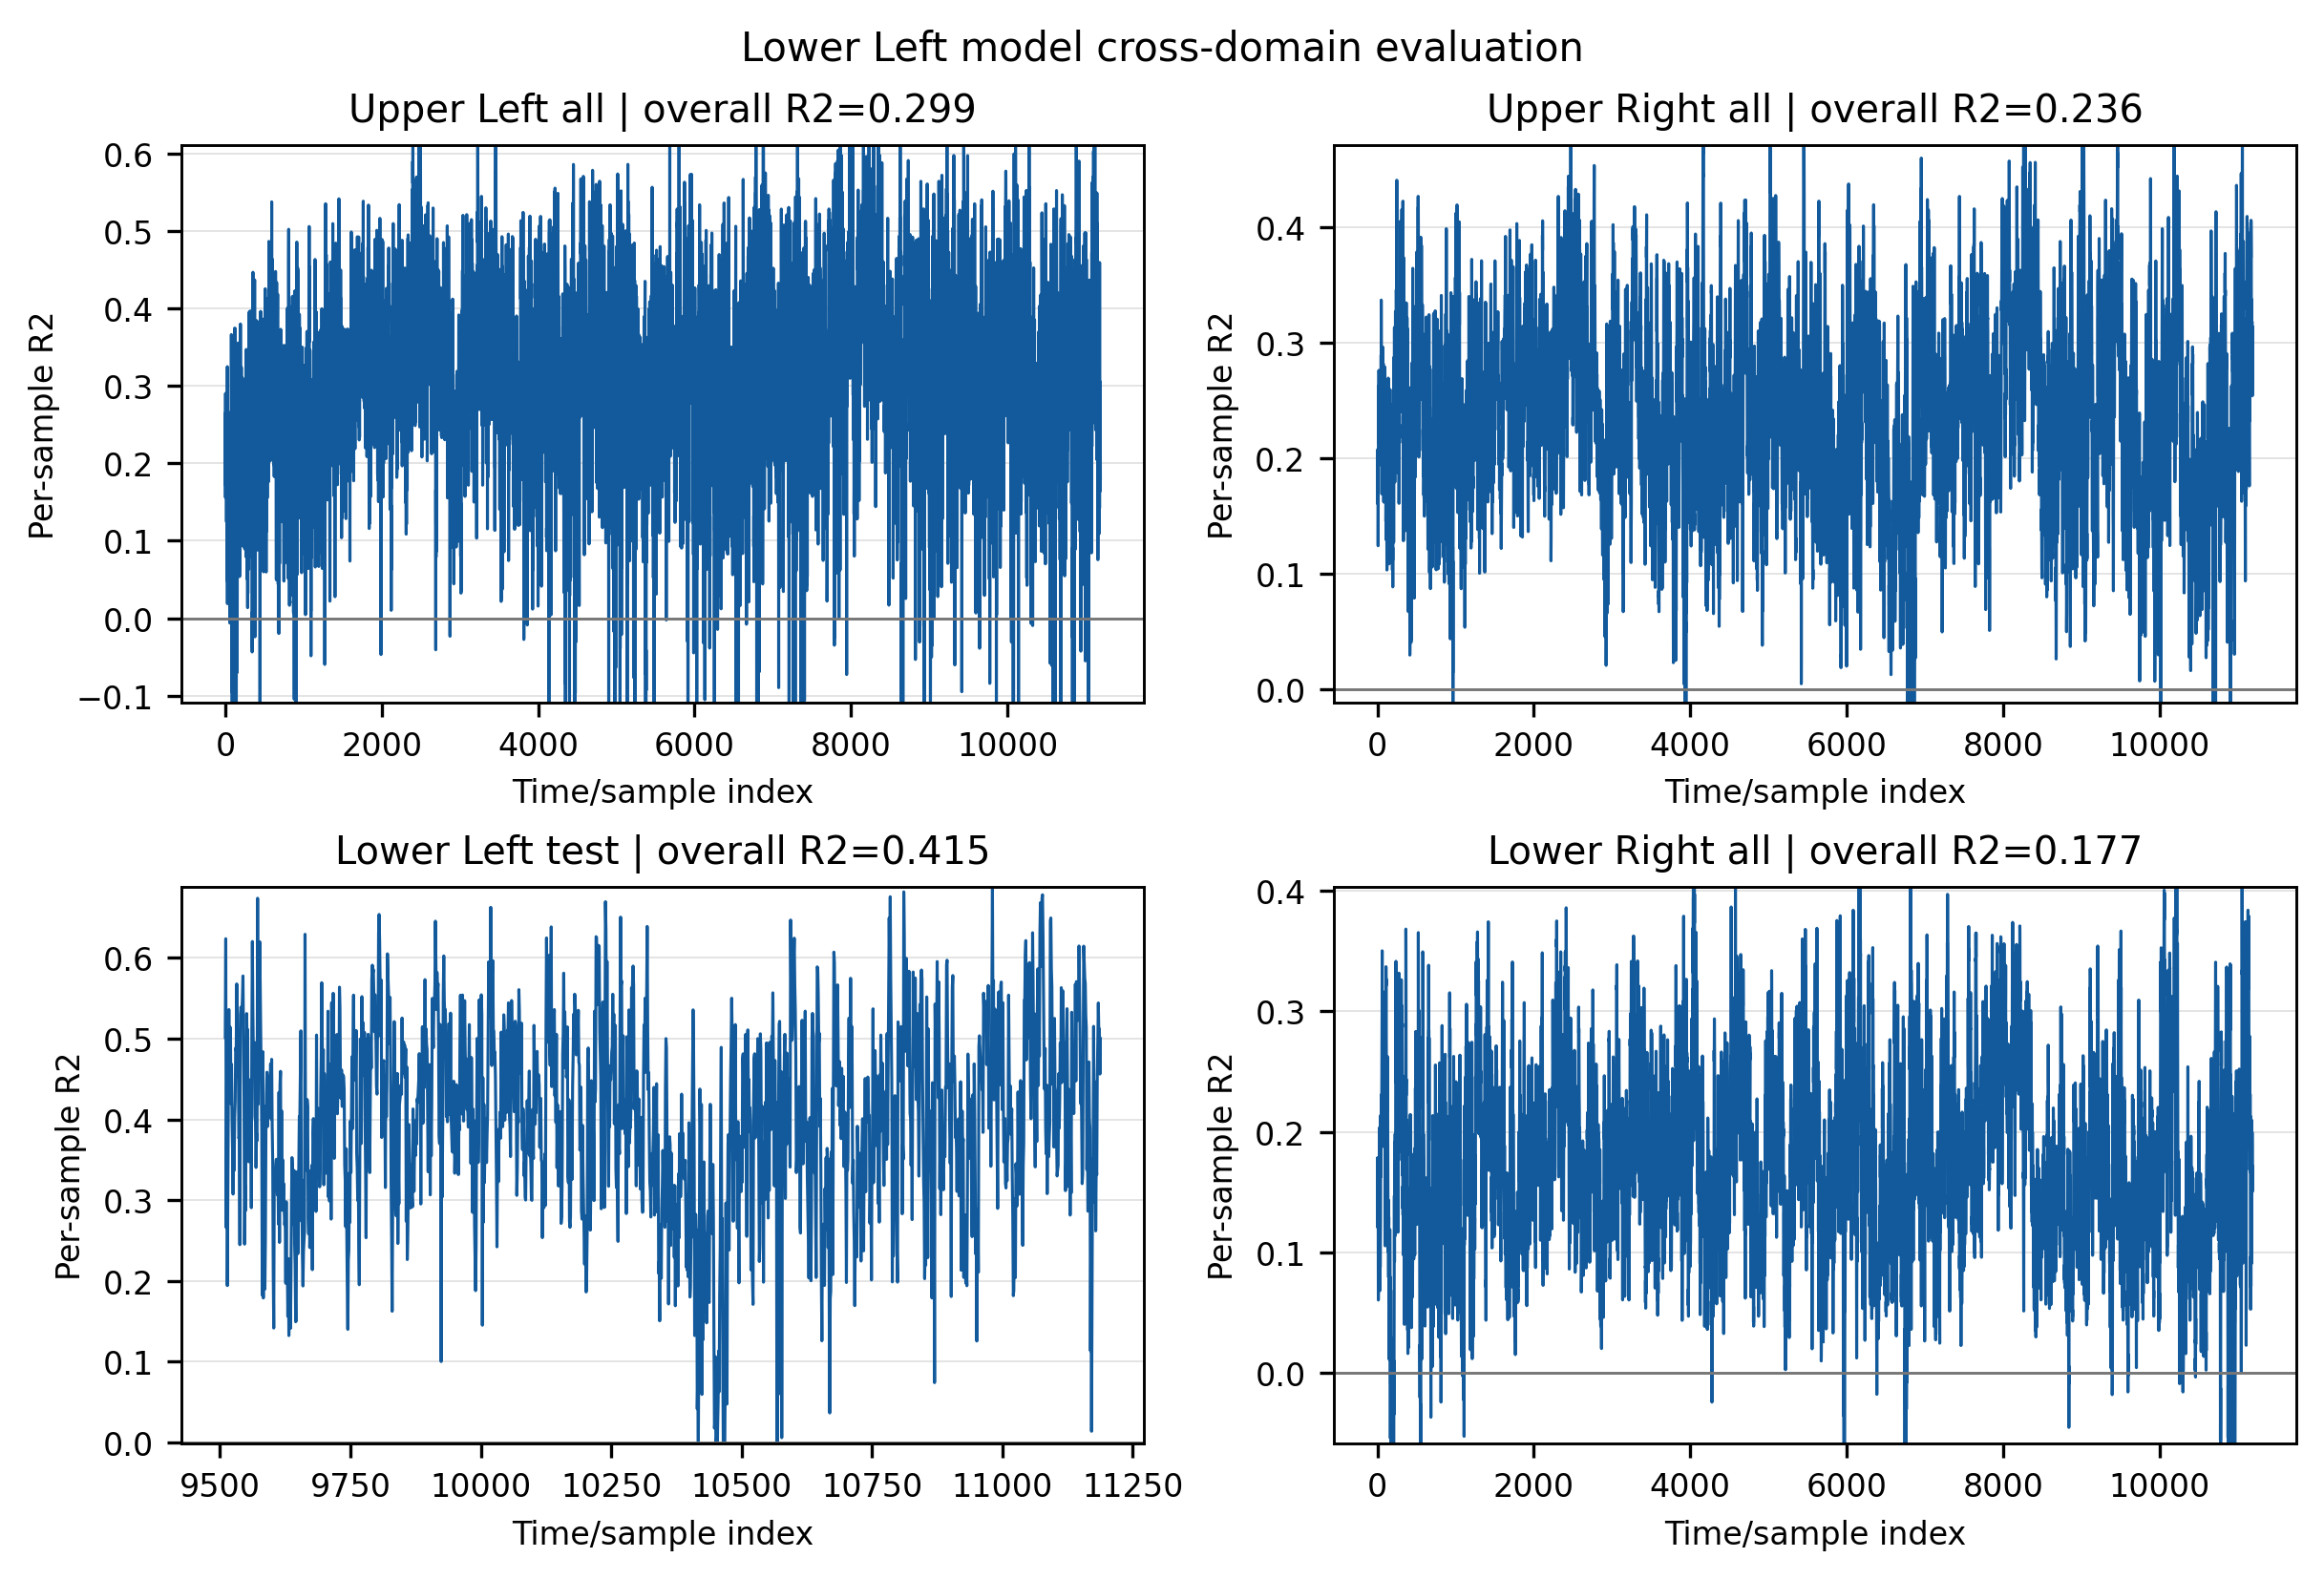 Lower Left model cross-domain evaluation
Upper Left all | overall R2=0.299
Upper Right all | overall R2=0.236
0.6
0.5
0.4
0.3
0.2
0.1
0.0
−0.1
Per-sample R2
0 2000 4000 6000 8000 10000
Time/sample index
0.4
0.3
0.2
0.1
0.0
Per-sample R2
0 2000 4000 6000 8000 10000
Time/sample index
Lower Left test | overall R2=0.415
Lower Right all | overall R2=0.177
0.6
0.5
0.4
0.3
0.2
0.1
0.0
Per-sample R2
9500 9750 10000 10250 10500 10750 11000 11250
Time/sample index
0.4
0.3
0.2
0.1
0.0
Per-sample R2
0 2000 4000 6000 8000 10000
Time/sample index